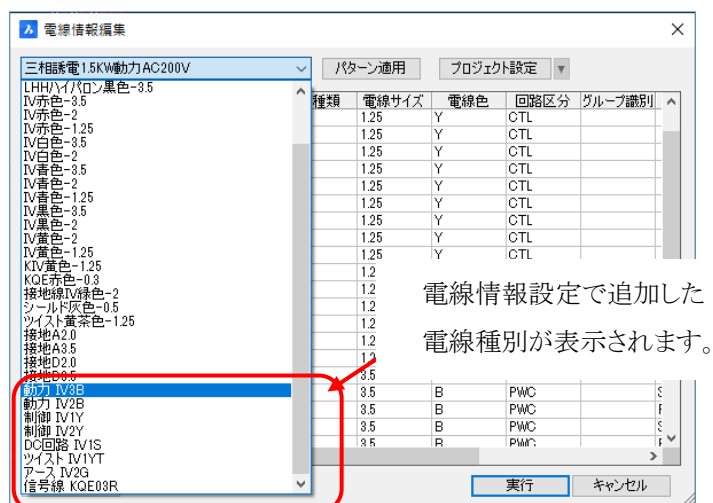 電線情報編集
三相誘電1.5KW動力AC200V
パターン適用
プロジェクト設定
LHHハイパロン黒色-3.5
IV赤色-3.5
IV赤色-2
IV赤色-1.25
IV白色-3.5
IV白色-2
IV青色-3.5
IV青色-2
IV青色-1.25
IV黒色-3.5
IV黒色-2
IV黄色-2
IV黄色-1.25
KIV黄色-1.25
KQE赤色-0.3
接地線IV緑色-2
シールド灰色-0.5
ツイスト黄茶色-1.25
接地A2.0
接地A3.5
接地D2.0
接地D3.5
動力 IV3B
動力 IV2B
制御 IV1Y
制御 IV2Y
DC回路 IV1S
ツイスト IV1YT
アース IV2G
信号線 KQE03R
種類 電線サイズ 電線色 回路区分 グループ識別
1.25 Y CTL
1.25 Y CTL
1.25 Y CTL
1.25 Y CTL
1.25 Y CTL
1.25 Y CTL
1.25 Y CTL
1.25 Y CTL
1.25 Y CTL
1.2
1.2
1.2
1.2
1.2
1.2
3.5
3.5 B PWC
3.5 B PWC
3.5 B PWC
3.5 B PWC
電線情報設定で追加した
電線種別が表示されます。
実行
キャンセル